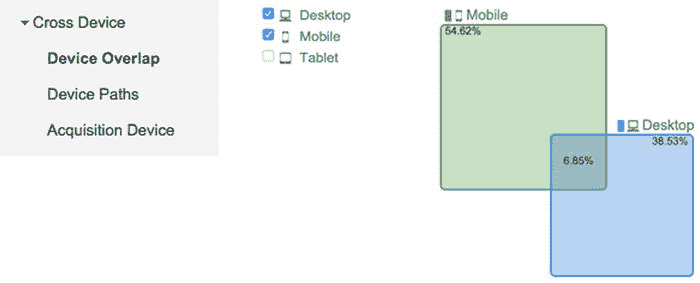 Cross Device
Device Overlap
Device Paths
Acquisition Device
Desktop
Mobile
Tablet
Mobile
54.62%
Desktop
38.53%
6.85%